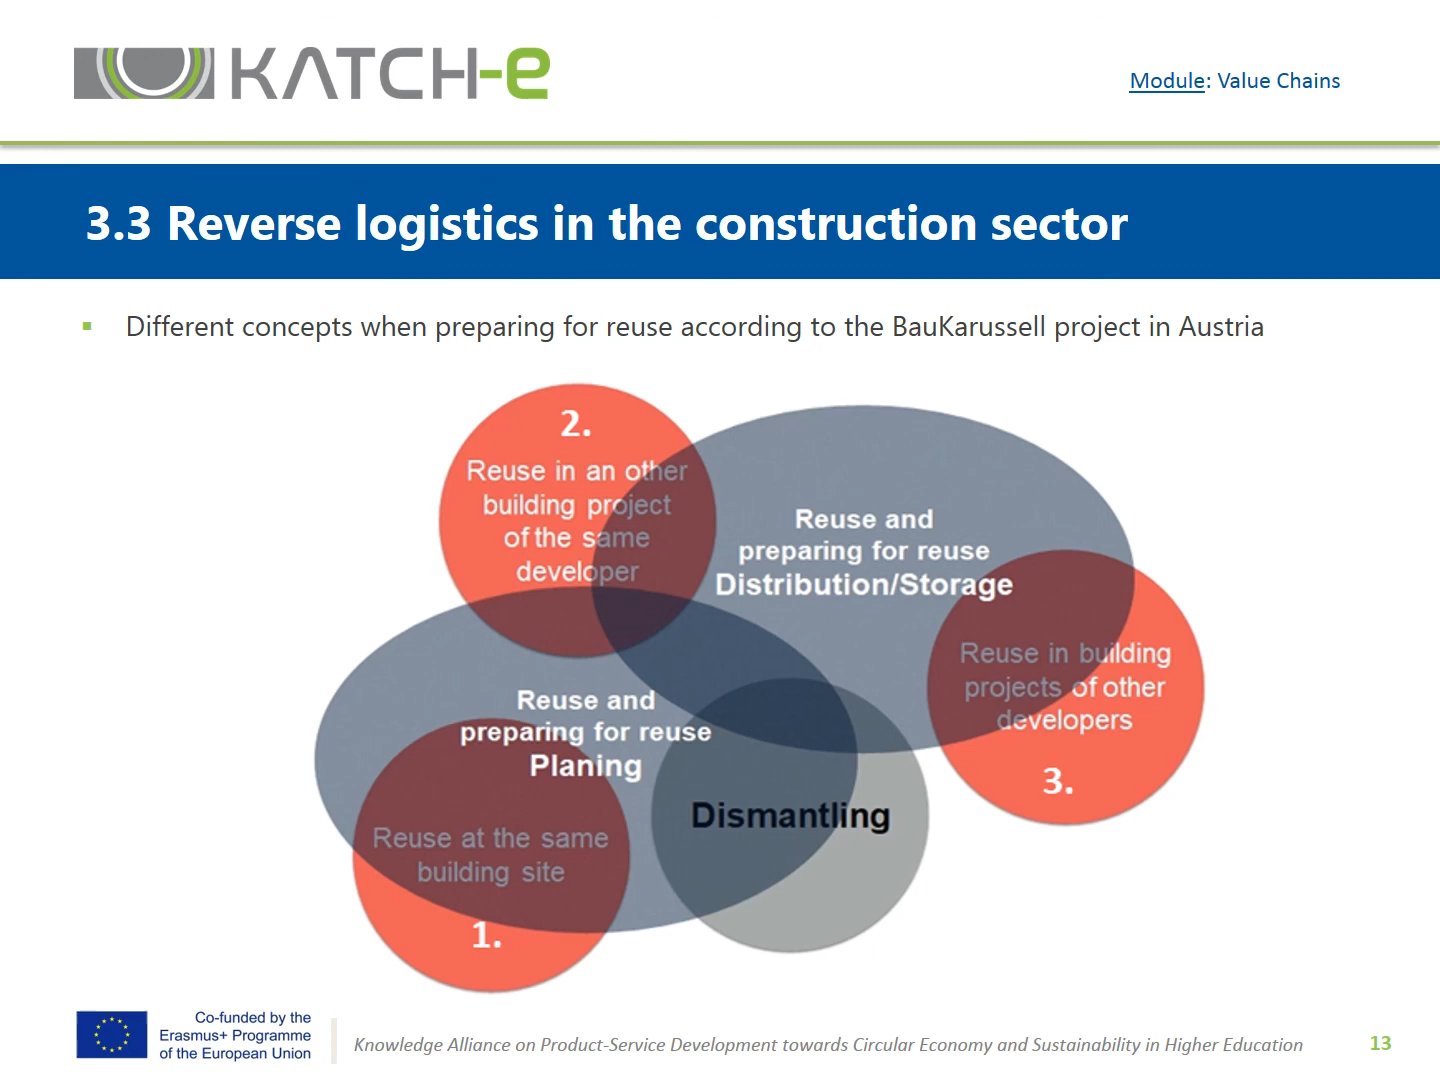 KATCH-e
Module: Value Chains
3.3 Reverse logistics in the construction sector
Different concepts when preparing for reuse according to the BauKarussell project in Austria
2.
Reuse in an other
building project
of the same
developer
Reuse and
preparing for reuse
Distribution/Storage
Reuse in building
projects of other
developers
3.
Reuse and
preparing for reuse
Planing
Dismantling
Reuse at the same
building site
1.
Co-funded by the
Erasmus+ Programme
of the European Union
Knowledge Alliance on Product-Service Development towards Circular Economy and Sustainability in Higher Education
13